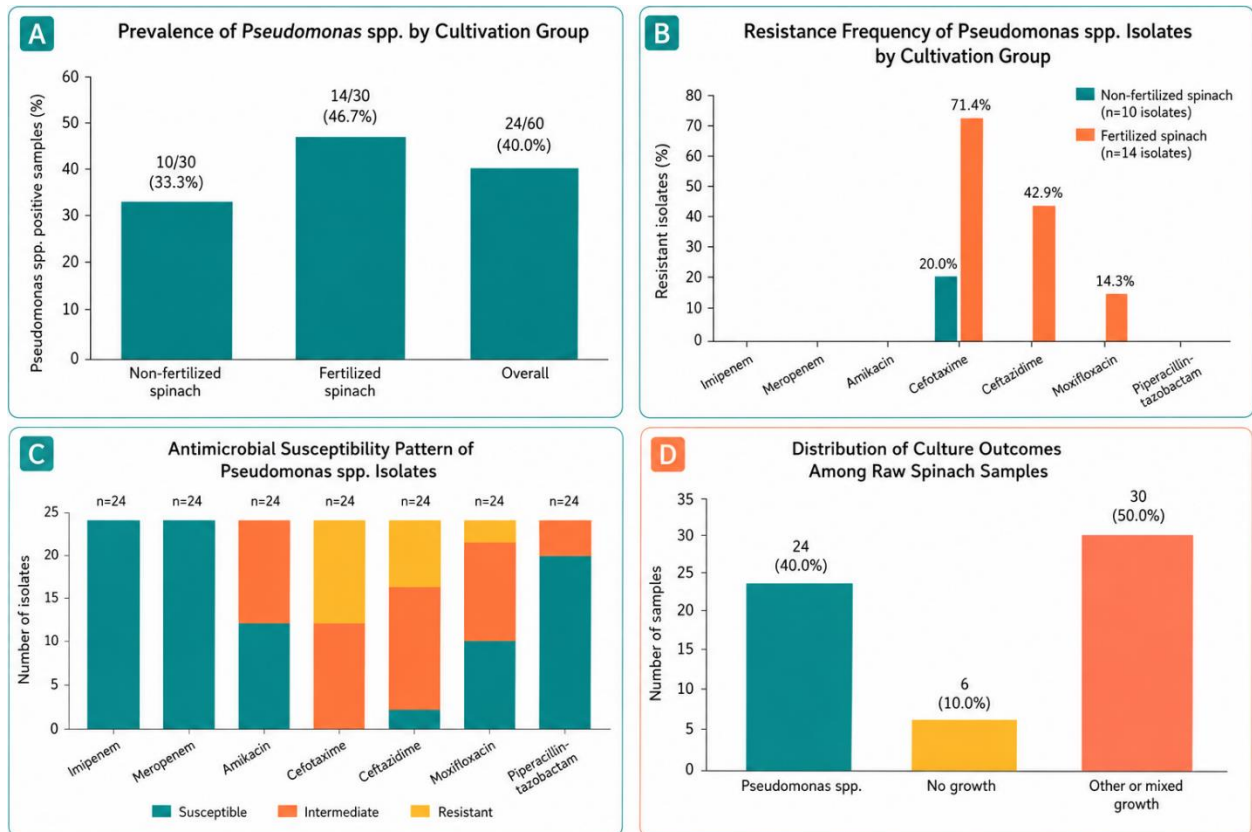 A
Prevalence of Pseudomonas spp. by Cultivation Group
Pseudomonas spp. positive samples (%)
60
50
40
30
20
10
0
10/30
(33.3%)
14/30
(46.7%)
24/60
(40.0%)
Non-fertilized
spinach
Fertilized
spinach
Overall
B
Resistance Frequency of Pseudomonas spp. Isolates
by Cultivation Group
Non-fertilized spinach
(n=10 isolates)
Fertilized spinach
(n=14 isolates)
Resistant isolates (%)
80
70
60
50
40
30
20
10
0
20.0%
71.4%
42.9%
14.3%
Imipenem
Meropenem
Amikacin
Cefotaxime
Ceftazidime
Moxifloxacin
Piperacillin-
tazobactam
C
Antimicrobial Susceptibility Pattern of
Pseudomonas spp. Isolates
n=24
n=24
n=24
n=24
n=24
n=24
n=24
Number of isolates
25
20
15
10
5
0
Imipenem
Meropenem
Amikacin
Cefotaxime
Ceftazidime
Moxifloxacin
Piperacillin-
tazobactam
Susceptible
Intermediate
Resistant
D
Distribution of Culture Outcomes
Among Raw Spinach Samples
Number of samples
35
30
25
20
15
10
5
0
24
(40.0%)
6
(10.0%)
30
(50.0%)
Pseudomonas spp.
No growth
Other or mixed
growth